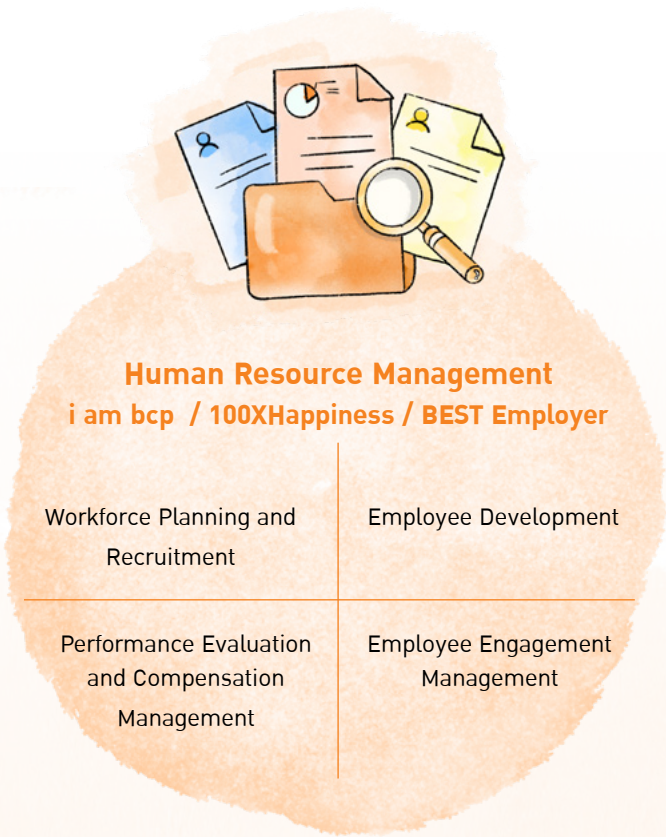 Human Resource Management
i am bcp / 100XHappiness / BEST Employer
Workforce Planning and
Recruitment
Employee Development
Performance Evaluation
and Compensation
Management
Employee Engagement
Management